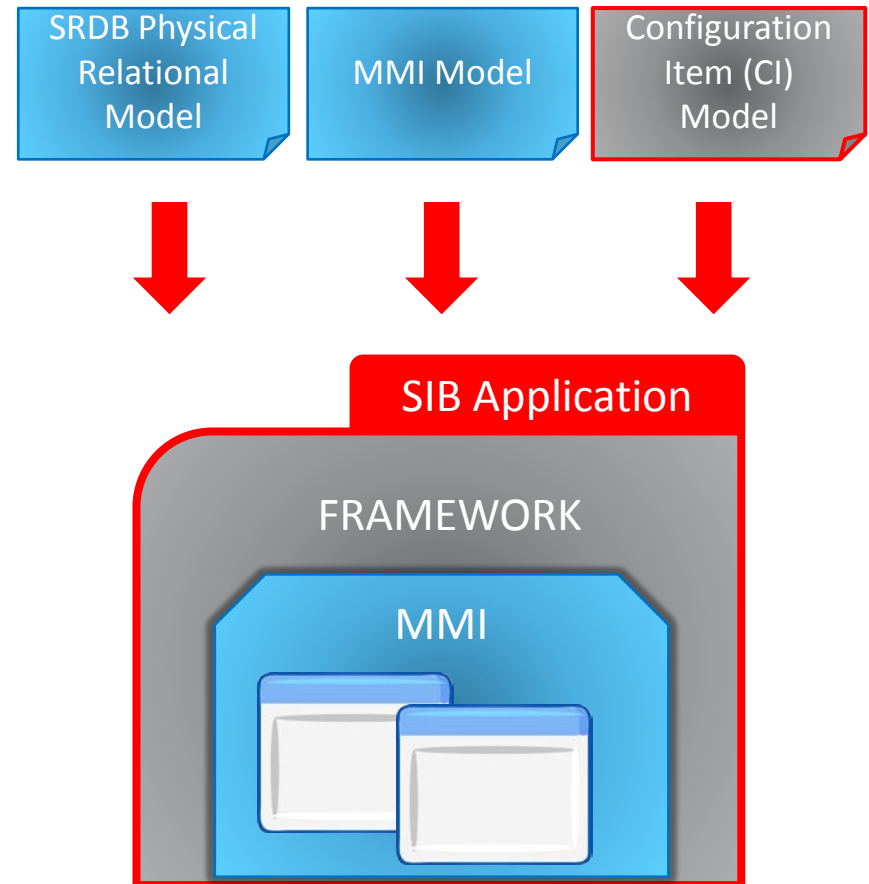 SRDB Physical
Relational
Model
MMI Model
Configuration
Item (CI)
Model
SIB Application
FRAMEWORK
MMI